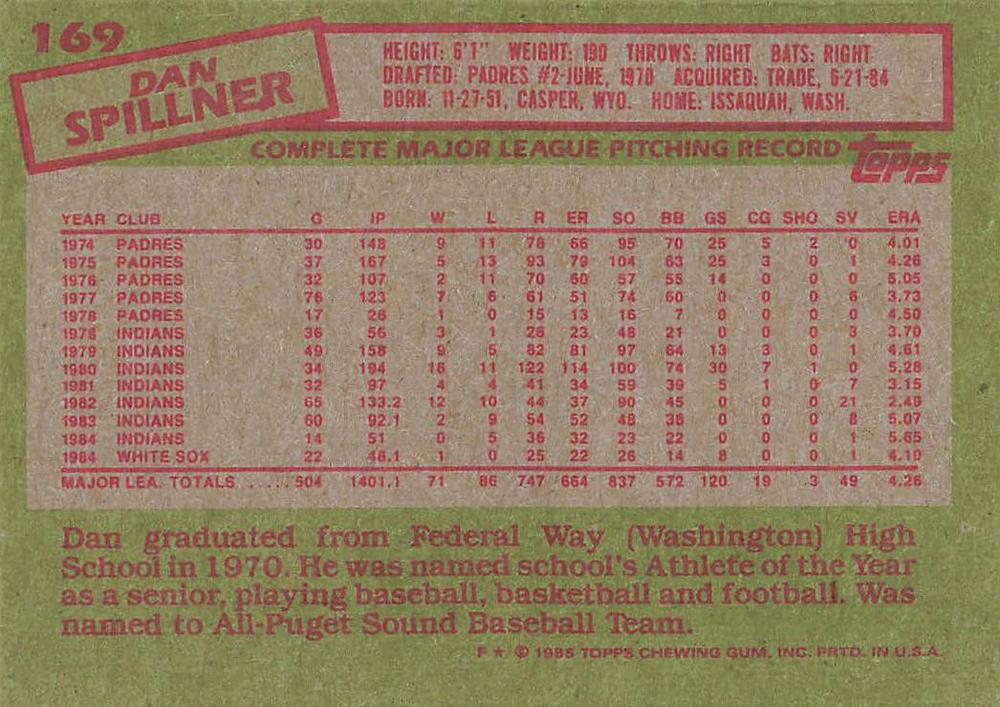 169
DAN
SPILLNER
HEIGHT: 6'1" WEIGHT: 190 THROWS: RIGHT BATS: RIGHT
DRAFTED: PADRES #2-JUNE, 1970 ACQUIRED: TRADE, 6-21-84
BORN: 11-27-51, CASPER, WYO. HOME: ISSAQUAH, WASH.
COMPLETE MAJOR LEAGUE PITCHING RECORD topps
YEAR CLUB G IP W L R ER SO BB GS CG SHO SV ERA
1974 PADRES 30 148 9 11 78 66 95 70 25 5 2 0 4.01
1975 PADRES 37 167 5 13 93 79 104 63 25 3 0 1 4.26
1976 PADRES 32 107 2 11 70 60 57 55 14 0 0 0 5.05
1977 PADRES 76 123 7 6 61 51 74 60 0 0 0 6 3.73
1978 PADRES 17 26 1 0 15 13 16 7 0 0 0 0 4.50
1978 INDIANS 36 56 3 1 26 23 48 21 0 0 0 3 3.70
1979 INDIANS 49 158 9 5 82 81 97 64 13 3 0 1 4.61
1980 INDIANS 34 194 16 11 122 114 100 74 30 7 1 0 5.28
1981 INDIANS 32 97 4 4 41 34 59 39 5 1 0 7 3.15
1982 INDIANS 65 133.2 12 10 44 37 90 45 0 0 0 21 2.49
1983 INDIANS 60 92.1 2 9 54 52 48 38 0 0 0 8 5.07
1984 INDIANS 14 51 0 5 36 32 23 22 0 0 0 1 5.65
1984 WHITE SOX 22 48.1 1 0 25 22 26 14 8 0 0 1 4.10
MAJOR LEA. TOTALS .....504 1401.1 71 86 747 664 837 572 120 19 3 49 4.26
Dan graduated from Federal Way (Washington) High
School in 1970. He was named school's Athlete of the Year
as a senior, playing baseball, basketball and football. Was
named to All-Puget Sound Baseball Team.
F ★ © 1985 TOPPS CHEWING GUM, INC. PRTD. IN U.S.A.